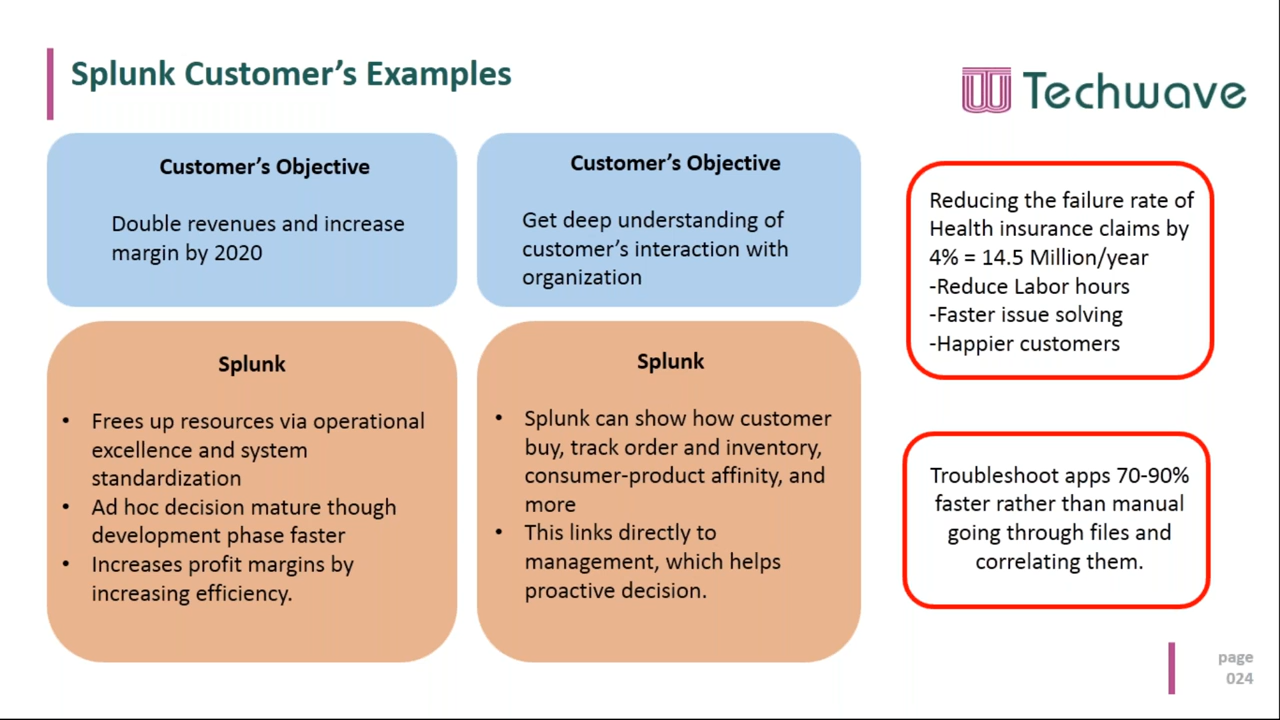 Splunk Customer's Examples
Techwave
Customer's Objective
Double revenues and increase
margin by 2020
Customer's Objective
Get deep understanding of
customer's interaction with
organization
Splunk
• Frees up resources via operational
excellence and system
standardization
• Ad hoc decision mature though
development phase faster
• Increases profit margins by
increasing efficiency.
Splunk
• Splunk can show how customer
buy, track order and inventory,
consumer-product affinity, and
more
• This links directly to
management, which helps
proactive decision.
Reducing the failure rate of
Health insurance claims by
4% = 14.5 Million/year
-Reduce Labor hours
-Faster issue solving
-Happier customers
Troubleshoot apps 70-90%
faster rather than manual
going through files and
correlating them.
page
024